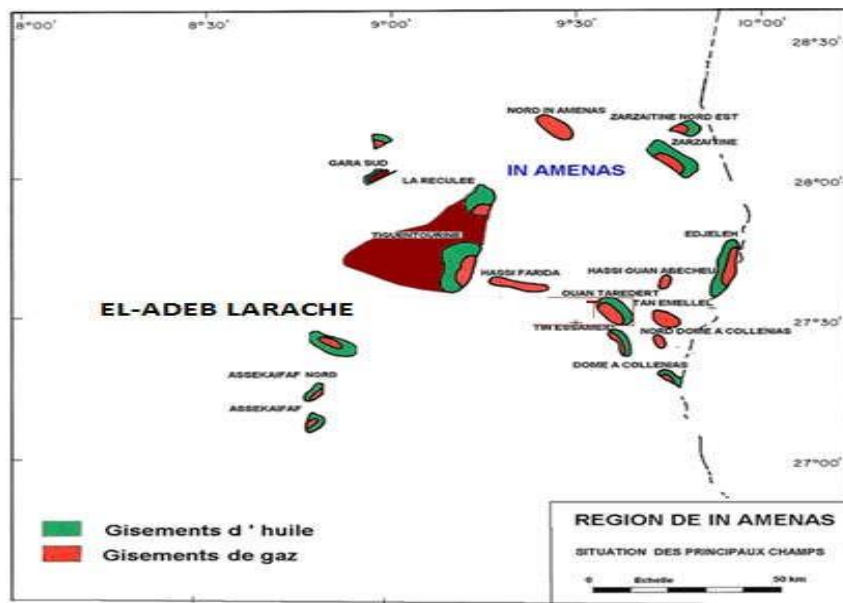 8°00'
8°30'
9°00'
9°30'
10°00'
28°30'
NORD IN AMENAS
ZARZAITINE NORD EST
ZARZAITINE
GARA SUD
LA RECULEE
IN AMENAS
28°00'
TIGUENTOURINE
EDJELEH
HASSI FARIDA
HASSI OUAN ABECHEU
OUAN TAREDERT
EL-ADEB LARACHE
TAN EMELLEL
27°30'
TIN ESSAMEID
NORD DOME A COLLENIAS
DOME A COLLENIAS
ASSEKAIFAF NORD
ASSEKAIFAF
27°00'
Gisements d ' huile
Gisements de gaz
REGION DE IN AMENAS
SITUATION DES PRINCIPAUX CHAMPS
0 Echelle 50 km